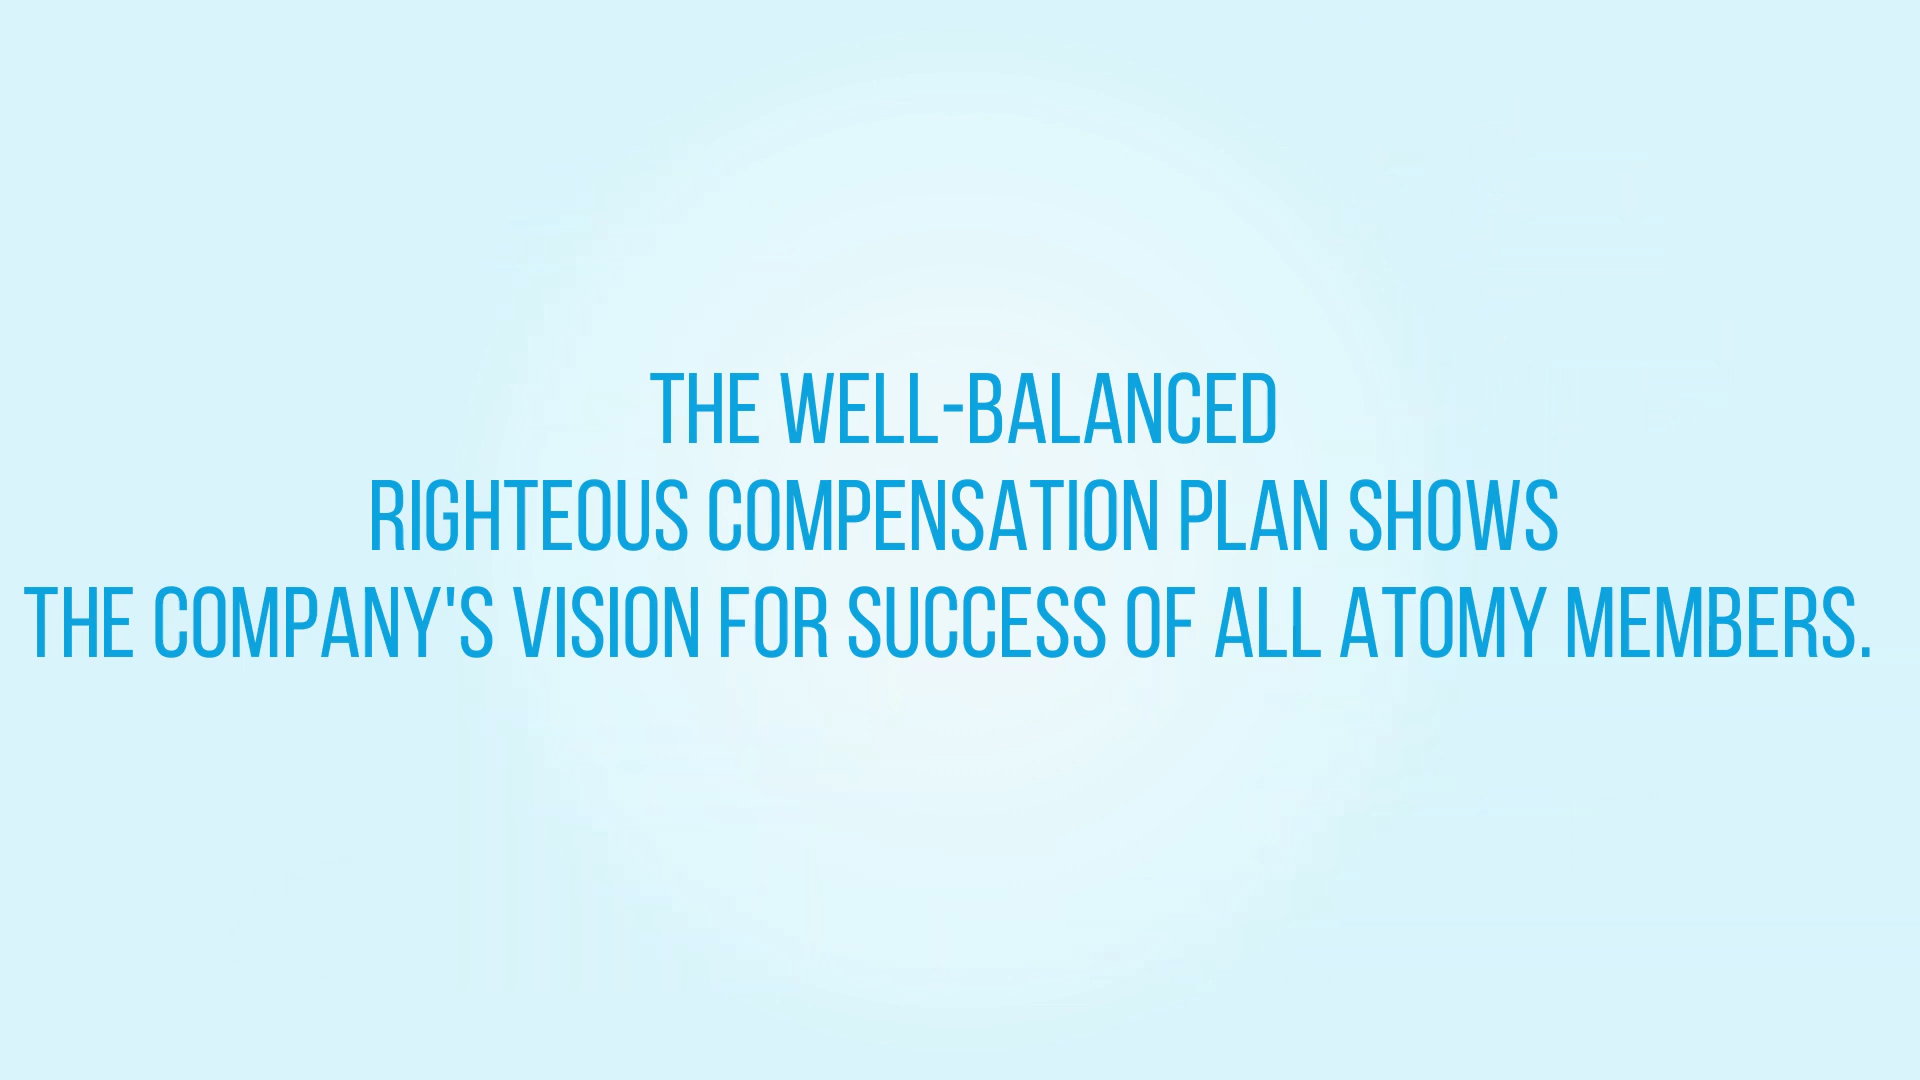 THE WELL-BALANCED
RIGHTEOUS COMPENSATION PLAN SHOWS
THE COMPANY'S VISION FOR SUCCESS OF ALL ATOMY MEMBERS.